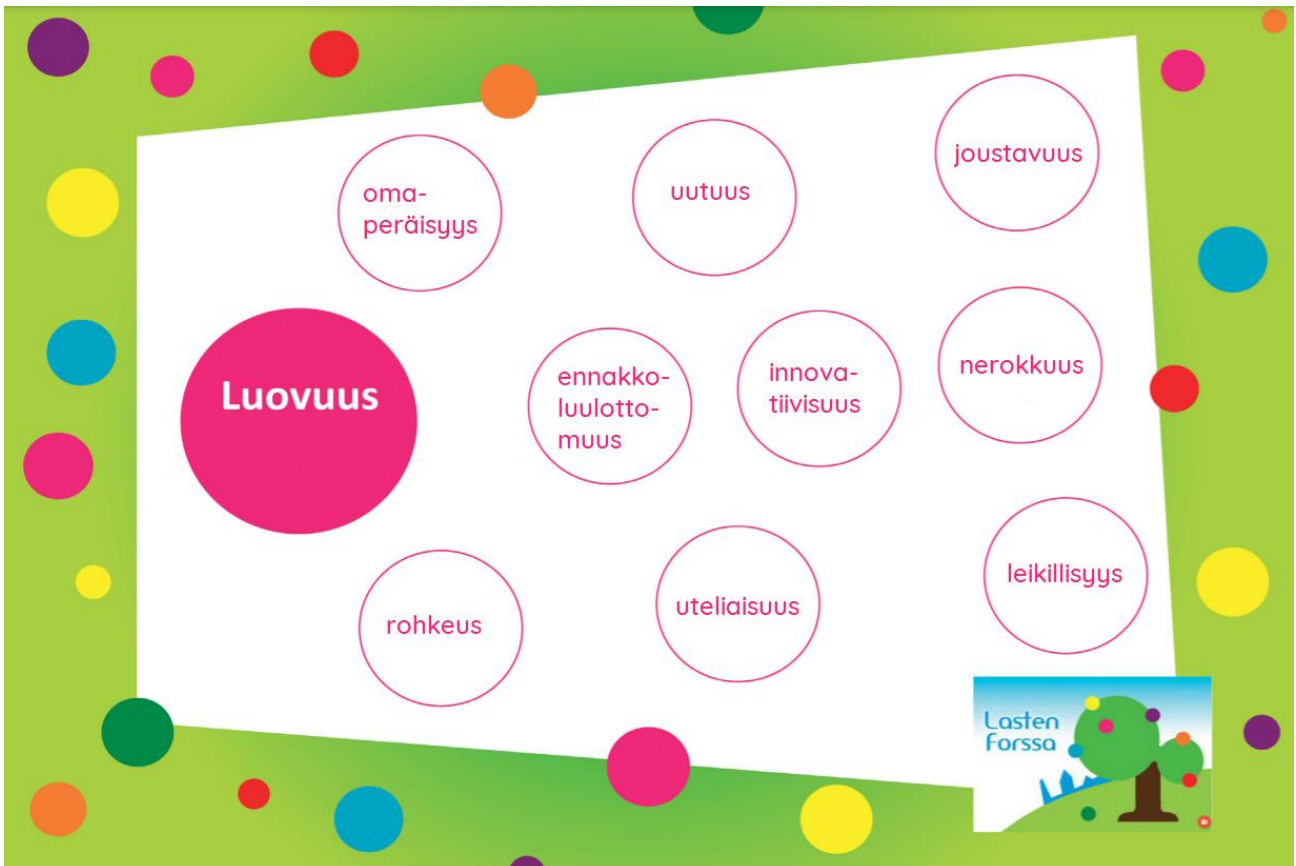 Luovuus
oma-
peräisyys
uutuus
joustavuus
ennakko-
luulotto-
muus
innova-
tiivisuus
nerokkuus
rohkeus
uteliaisuus
leikillisyys
Lasten
Forssa